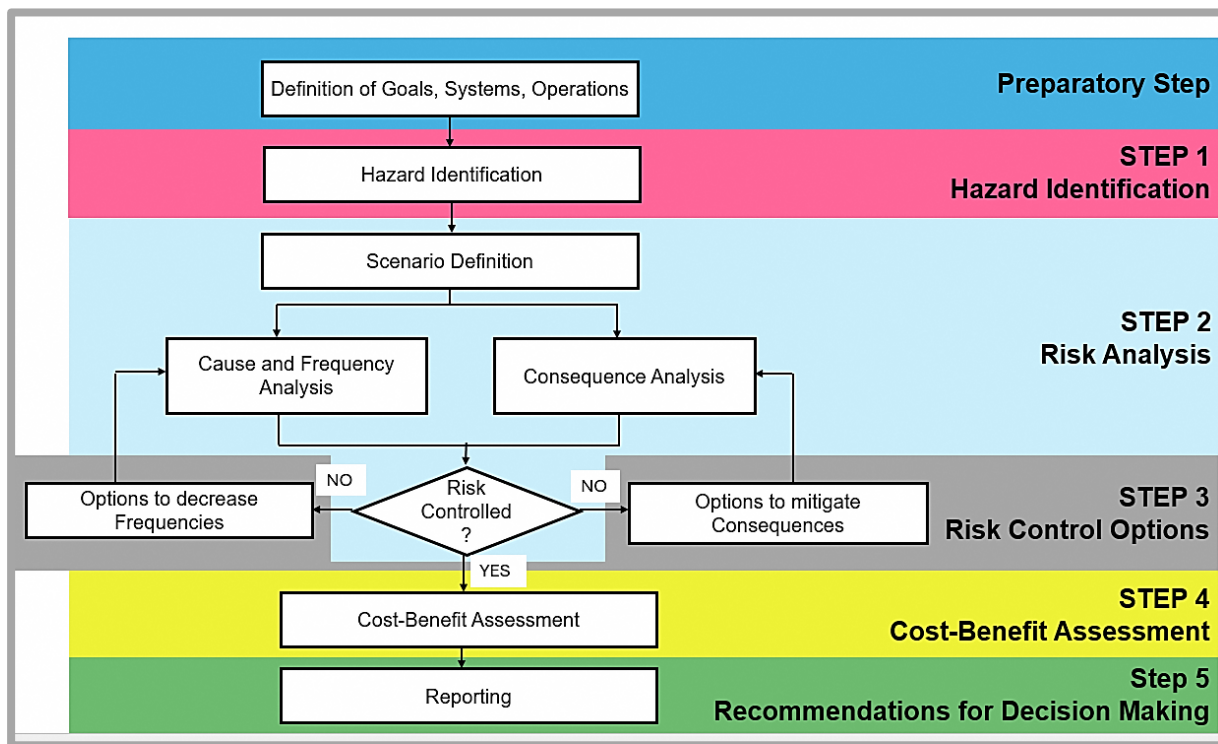 Definition of Goals, Systems, Operations
Preparatory Step
Hazard Identification
STEP 1
Hazard Identification
Scenario Definition
STEP 2
Risk Analysis
Cause and Frequency
Analysis
Consequence Analysis
NO
Risk
Controlled
?
NO
Options to decrease
Frequencies
Options to mitigate
Consequences
STEP 3
Risk Control Options
YES
Cost-Benefit Assessment
STEP 4
Cost-Benefit Assessment
Reporting
Step 5
Recommendations for Decision Making